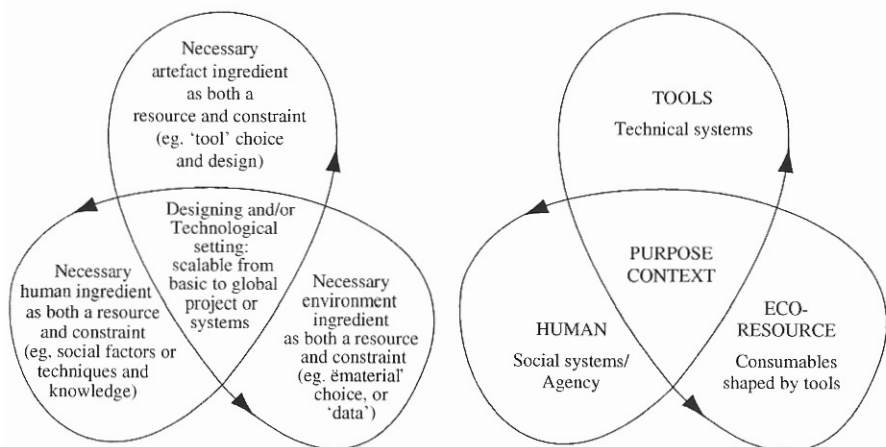 Necessary
artefact ingredient
as both a
resource and constraint
(eg. ‘tool’ choice
and design)
Designing and/or
Technological
setting:
scalable from
basic to global
project or
systems
Necessary
human ingredient
as both a resource
and constraint
(eg, social factors or
techniques and
knowledge)
Necessary
environment
ingredient
as both a resource
and constraint
(eg. ëmaterial’
choice, or
‘data’)
TOOLS
Technical systems
PURPOSE
CONTEXT
HUMAN
Social systems/
Agency
ECO-
RESOURCE
Consumables
shaped by tools